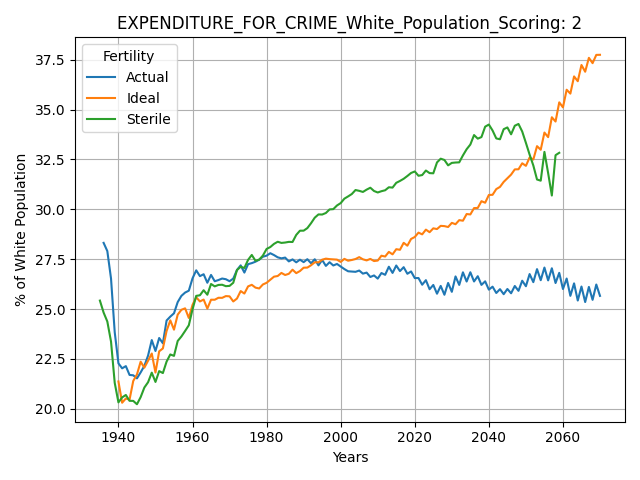 EXPENDITURE_FOR_CRIME_White_Population_Scoring: 2
Fertility
Actual
Ideal
Sterile
37.5
35.0
32.5
30.0
27.5
25.0
22.5
20.0
% of White Population
1940 1960 1980 2000 2020 2040 2060
Years